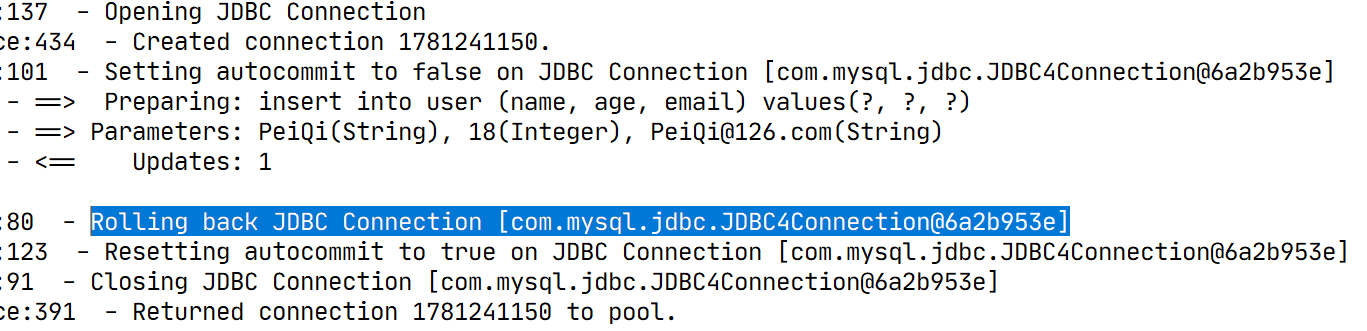 :137  - Opening JDBC Connection
ce:434  - Created connection 1781241150.
:101  - Setting autocommit to false on JDBC Connection [com.mysql.jdbc.JDBC4Connection@6a2b953e]
- ==>  Preparing: insert into user (name, age, email) values(?, ?, ?)
- ==> Parameters: PeiQi(String), 18(Integer), PeiQi@126.com(String)
- <==    Updates: 1
:80  - Rolling back JDBC Connection [com.mysql.jdbc.JDBC4Connection@6a2b953e]
:123  - Resetting autocommit to true on JDBC Connection [com.mysql.jdbc.JDBC4Connection@6a2b953e]
:91  - Closing JDBC Connection [com.mysql.jdbc.JDBC4Connection@6a2b953e]
ce:391  - Returned connection 1781241150 to pool.